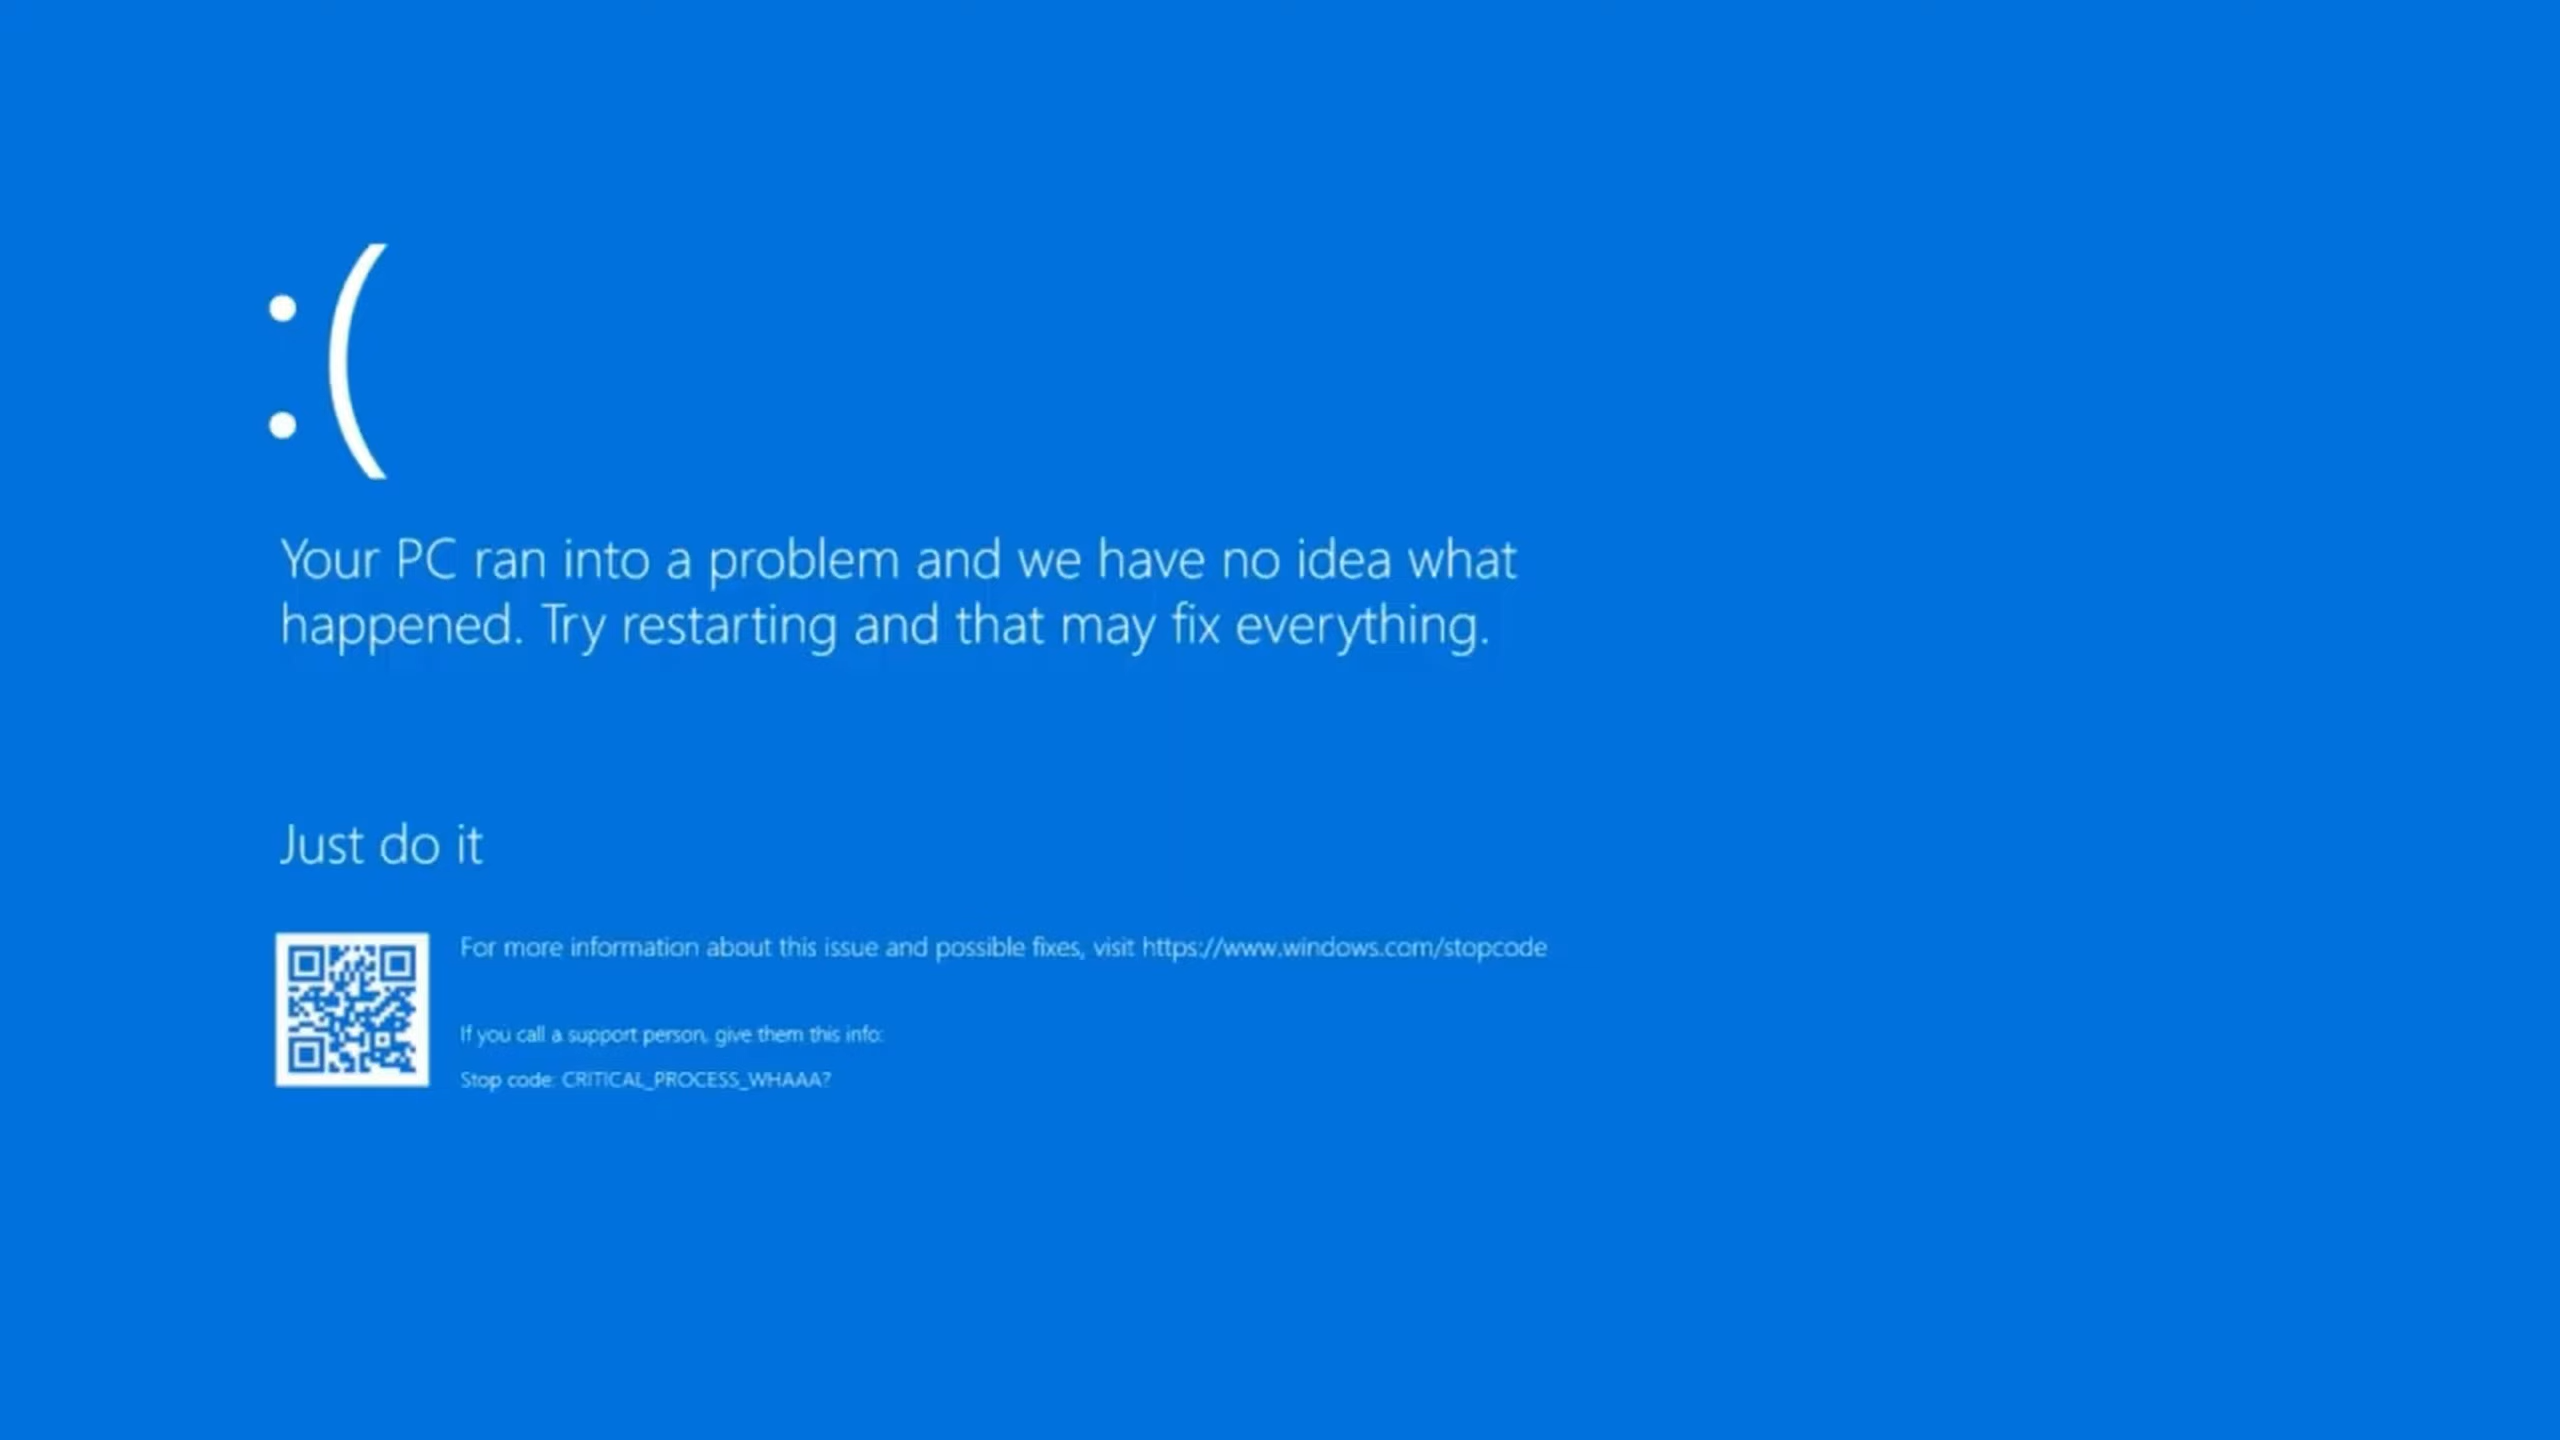 :(
Your PC ran into a problem and we have no idea what
happened. Try restarting and that may fix everything.
Just do it
For more information about this issue and possible fixes, visit https://www.windows.com/stopcode
If you call a support person, give them this info:
Stop code: CRITICAL_PROCESS_WHAAA?